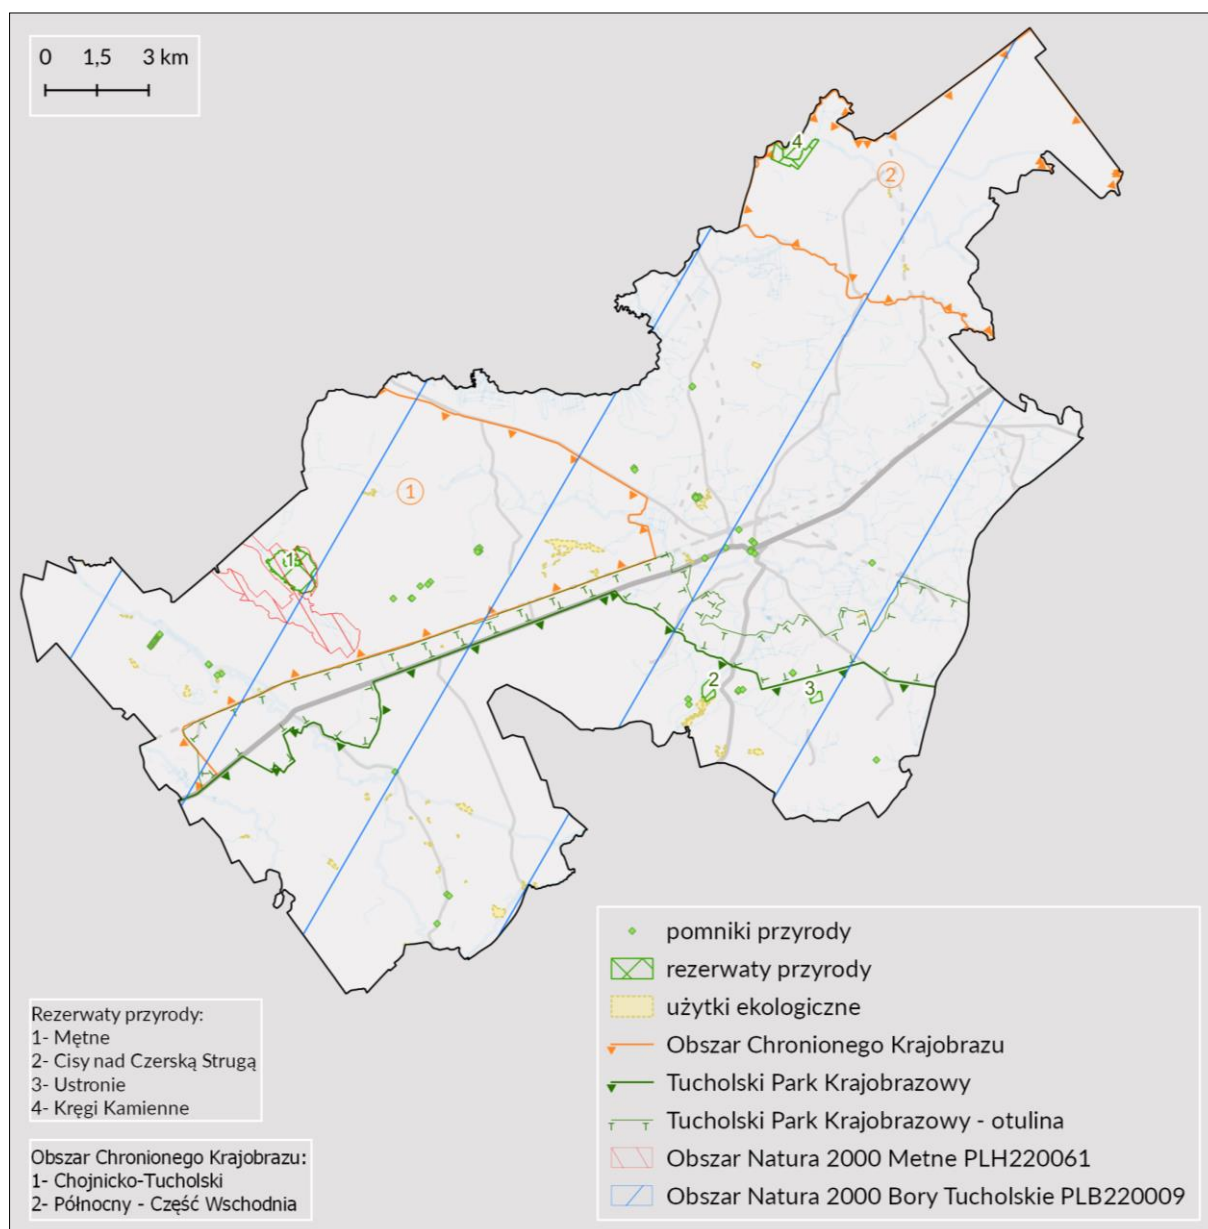 0 1,5 3 km
4
2
1
1
2
3
pomniki przyrody
rezerwaty przyrody
użytki ekologiczne
Obszar Chronionego Krajobrazu
Tucholski Park Krajobrazowy
Tucholski Park Krajobrazowy - otulina
Obszar Natura 2000 Metne PLH220061
Obszar Natura 2000 Bory Tucholskie PLB220009
Rezerwaty przyrody:
1- Mętne
2- Cisy nad Czerską Strugą
3- Ustronie
4- Kręgi Kamienne
Obszar Chronionego Krajobrazu:
1- Chojnicko-Tucholski
2- Północny - Część Wschodnia